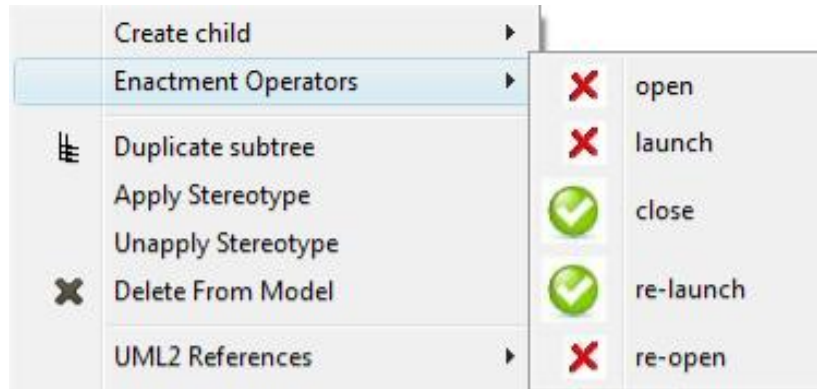 Create child
Enactment Operators
Duplicate subtree
Apply Stereotype
Unapply Stereotype
Delete From Model
UML2 References
open
launch
close
re-launch
re-open